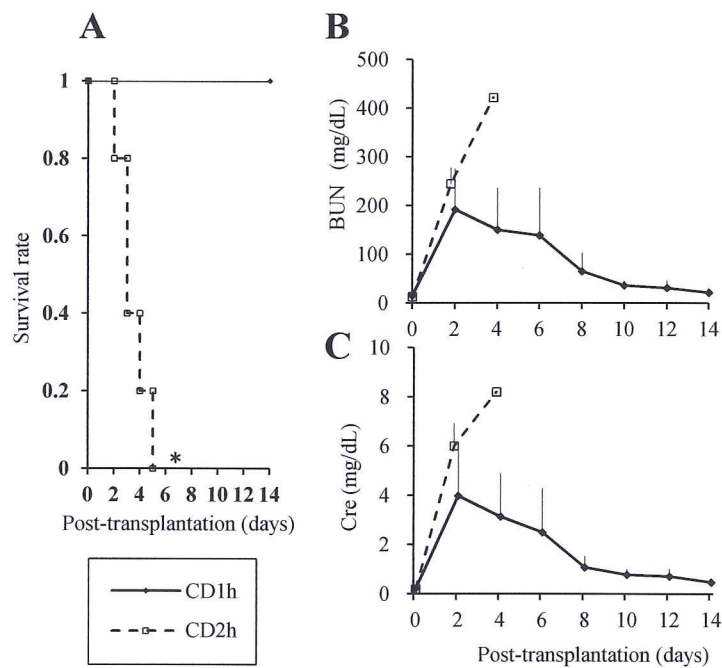 A
Survival rate
1
0.8
0.6
0.4
0.2
0
*
0 2 4 6 8 10 12 14
Post-transplantation (days)
CD1h
CD2h
B
BUN (mg/dL)
500
400
300
200
100
0
0 2 4 6 8 10 12 14
C
Cre (mg/dL)
10
8
6
4
2
0
0 2 4 6 8 10 12 14
Post-transplantation (days)